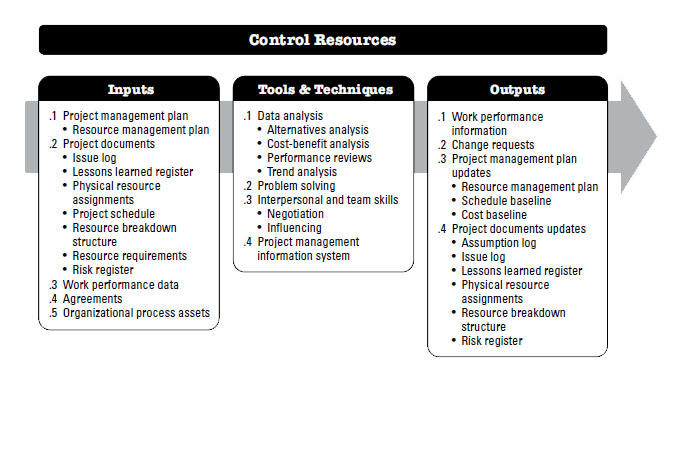 Control Resources
Inputs
.1 Project management plan
• Resource management plan
.2 Project documents
• Issue log
• Lessons learned register
• Physical resource
assignments
• Project schedule
• Resource breakdown
structure
• Resource requirements
• Risk register
.3 Work performance data
.4 Agreements
.5 Organizational process assets
Tools & Techniques
.1 Data analysis
• Alternatives analysis
• Cost-benefit analysis
• Performance reviews
• Trend analysis
.2 Problem solving
.3 Interpersonal and team skills
• Negotiation
• Influencing
.4 Project management
information system
Outputs
.1 Work performance
information
.2 Change requests
.3 Project management plan
updates
• Resource management plan
• Schedule baseline
• Cost baseline
.4 Project documents updates
• Assumption log
• Issue log
• Lessons learned register
• Physical resource
assignments
• Resource breakdown
structure
• Risk register